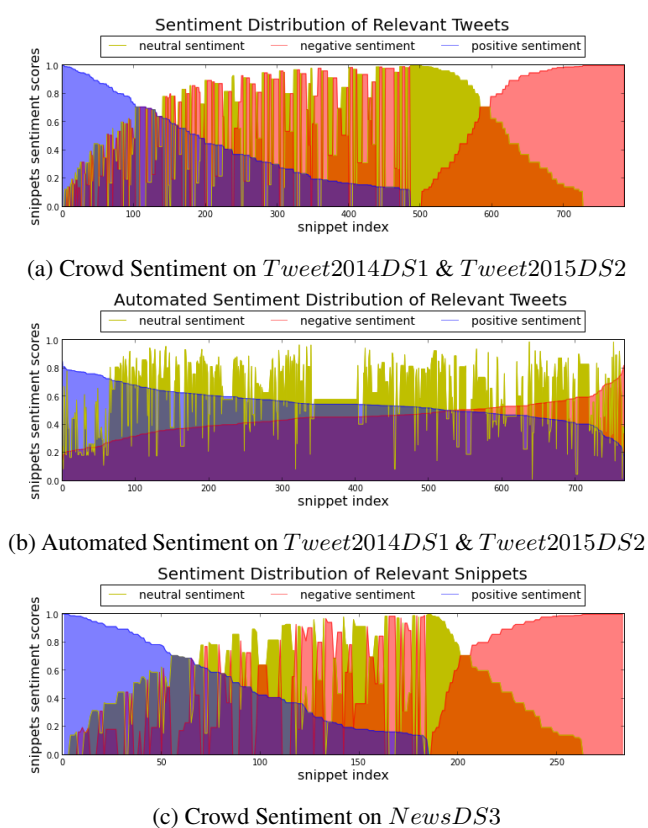 Sentiment Distribution of Relevant Tweets
neutral sentiment negative sentiment positive sentiment
snippets sentiment scores
1.0
0.8
0.6
0.4
0.2
0.0
0 100 200 300 400 500 600 700
snippet index
(a) Crowd Sentiment on Tweet2014DS1 & Tweet2015DS2
Automated Sentiment Distribution of Relevant Tweets
neutral sentiment negative sentiment positive sentiment
snippets sentiment scores
1.0
0.8
0.6
0.4
0.2
0.0
0 100 200 300 400 500 600 700
snippet index
(b) Automated Sentiment on Tweet2014DS1 & Tweet2015DS2
Sentiment Distribution of Relevant Snippets
neutral sentiment negative sentiment positive sentiment
snippets sentiment scores
1.0
0.8
0.6
0.4
0.2
0.0
0 50 100 150 200 250
snippet index
(c) Crowd Sentiment on NewsDS3